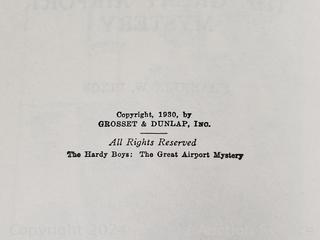 Copyright, 1930, by
GROSSET & DUNLAP, INC.
All Rights Reserved
The Hardy Boys: The Great Airport Mystery